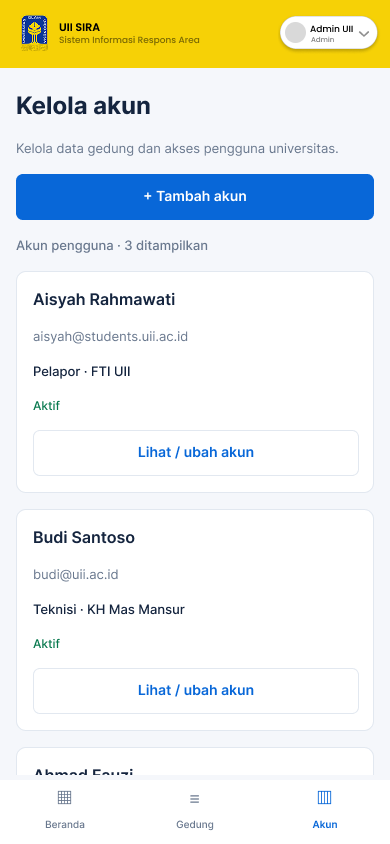 UII SIRA
Sistem Informasi Respons Area
Admin UII
Admin
Kelola akun
Kelola data gedung dan akses pengguna universitas.
+ Tambah akun
Akun pengguna · 3 ditampilkan
Aisyah Rahmawati
aisyah@students.uii.ac.id
Pelapor · FTI UII
Aktif
Lihat / ubah akun
Budi Santoso
budi@uii.ac.id
Teknisi · KH Mas Mansur
Aktif
Lihat / ubah akun
Ahmad Fauzi
Beranda
Gedung
Akun